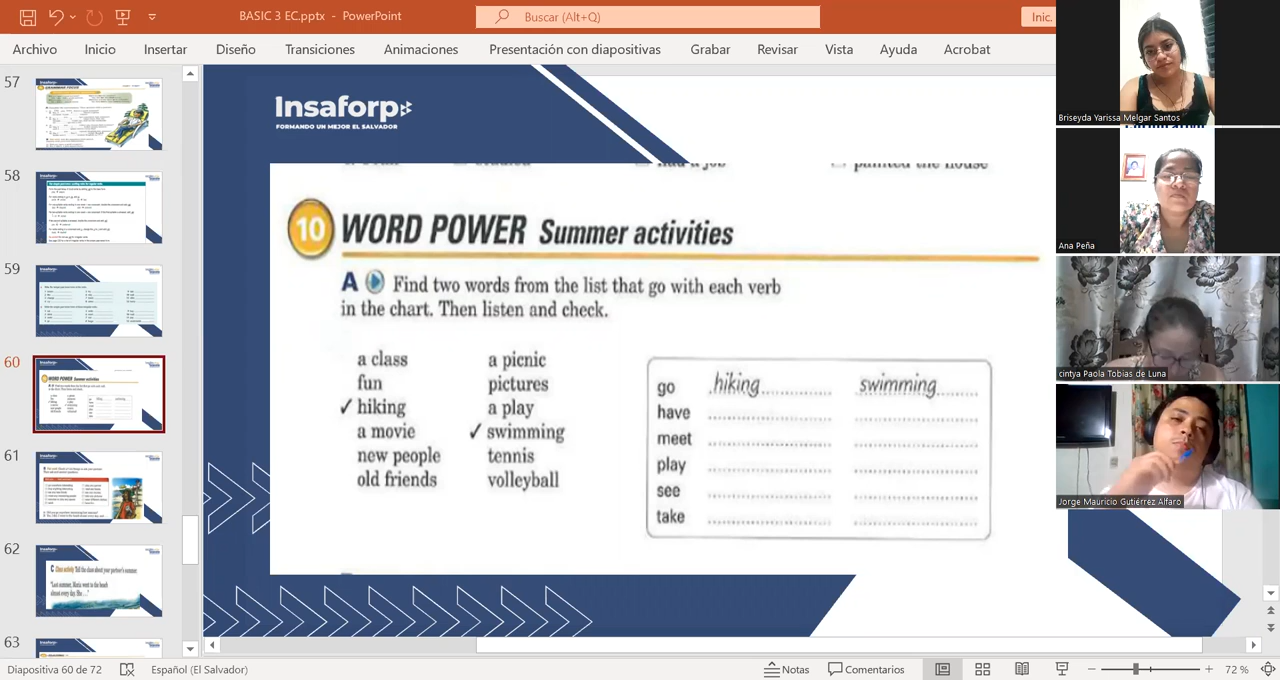 BASIC 3 EC.pptx - PowerPoint
Buscar (Alt+Q)
Inic.
Archivo Inicio Insertar Diseño Transiciones Animaciones Presentación con diapositivas Grabar Revisar Vista Ayuda Acrobat
57
58
59
60
61
62
63
Insaforp
FORMANDO UN MEJOR EL SALVADOR
studied
had a job
painted the house
10 WORD POWER Summer activities
A Find two words from the list that go with each verb
in the chart. Then listen and check.
a class
fun
✓ hiking
a movie
new people
old friends
a picnic
pictures
a play
✓ swimming
tennis
volleyball
go hiking swimming
have
meet
play
see
take
Briseyda Yarissa Melgar Santos
Ana Peña
cintya Paola Tobias de Luna
Jorge Mauricio Gutiérrez Alfaro
Diapositiva 60 de 72 Español (El Salvador) Notas Comentarios 72 %